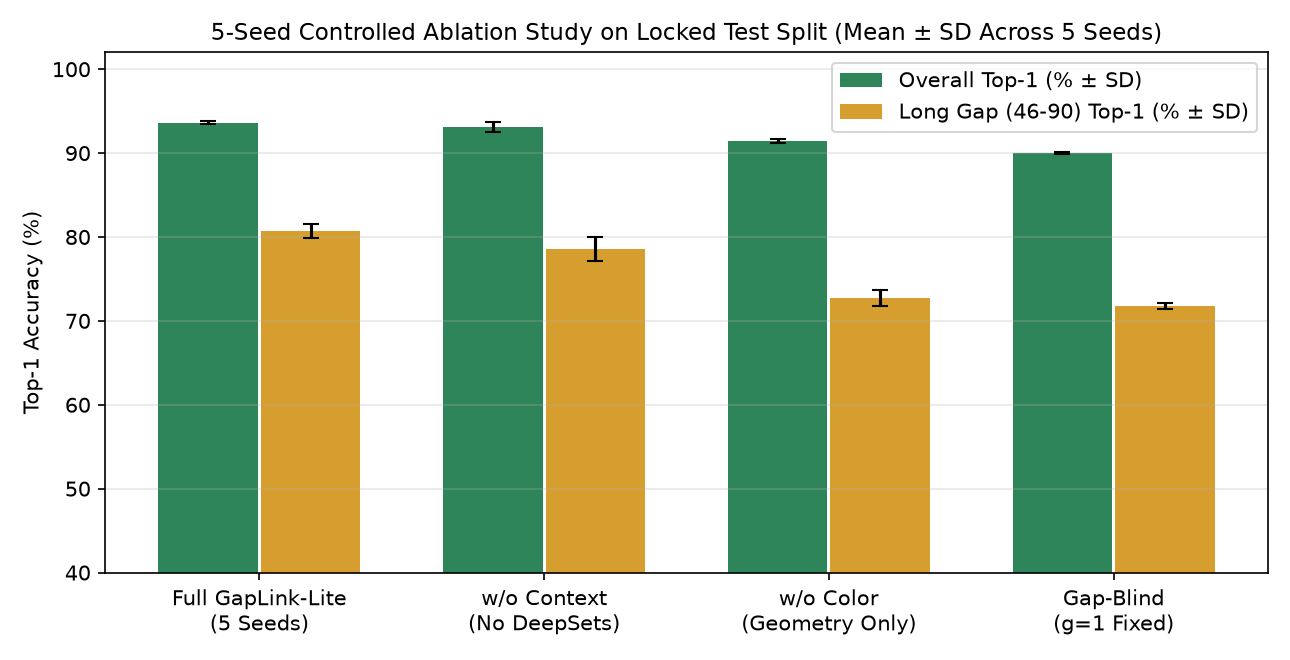 5-Seed Controlled Ablation Study on Locked Test Split (Mean ± SD Across 5 Seeds)
Overall Top-1 (% ± SD)
Long Gap (46-90) Top-1 (% ± SD)
Top-1 Accuracy (%)
100
90
80
70
60
50
40
Full GapLink-Lite
(5 Seeds)
w/o Context
(No DeepSets)
w/o Color
(Geometry Only)
Gap-Blind
(g=1 Fixed)